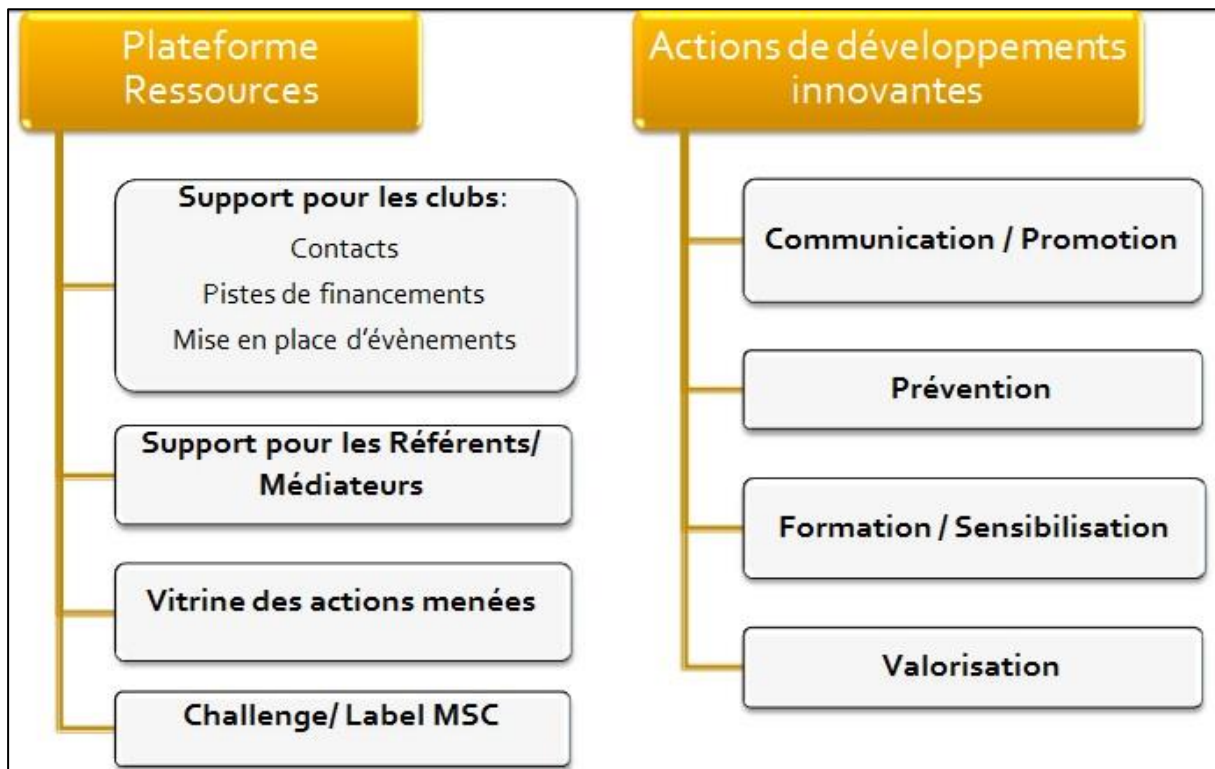 Plateforme
Ressources
Support pour les clubs:
Contacts
Pistes de financements
Mise en place d'évènements
Support pour les Référents/
Médiateurs
Vitrine des actions menées
Challenge/ Label MSC
Actions de développements
innovantes
Communication / Promotion
Prévention
Formation / Sensibilisation
Valorisation